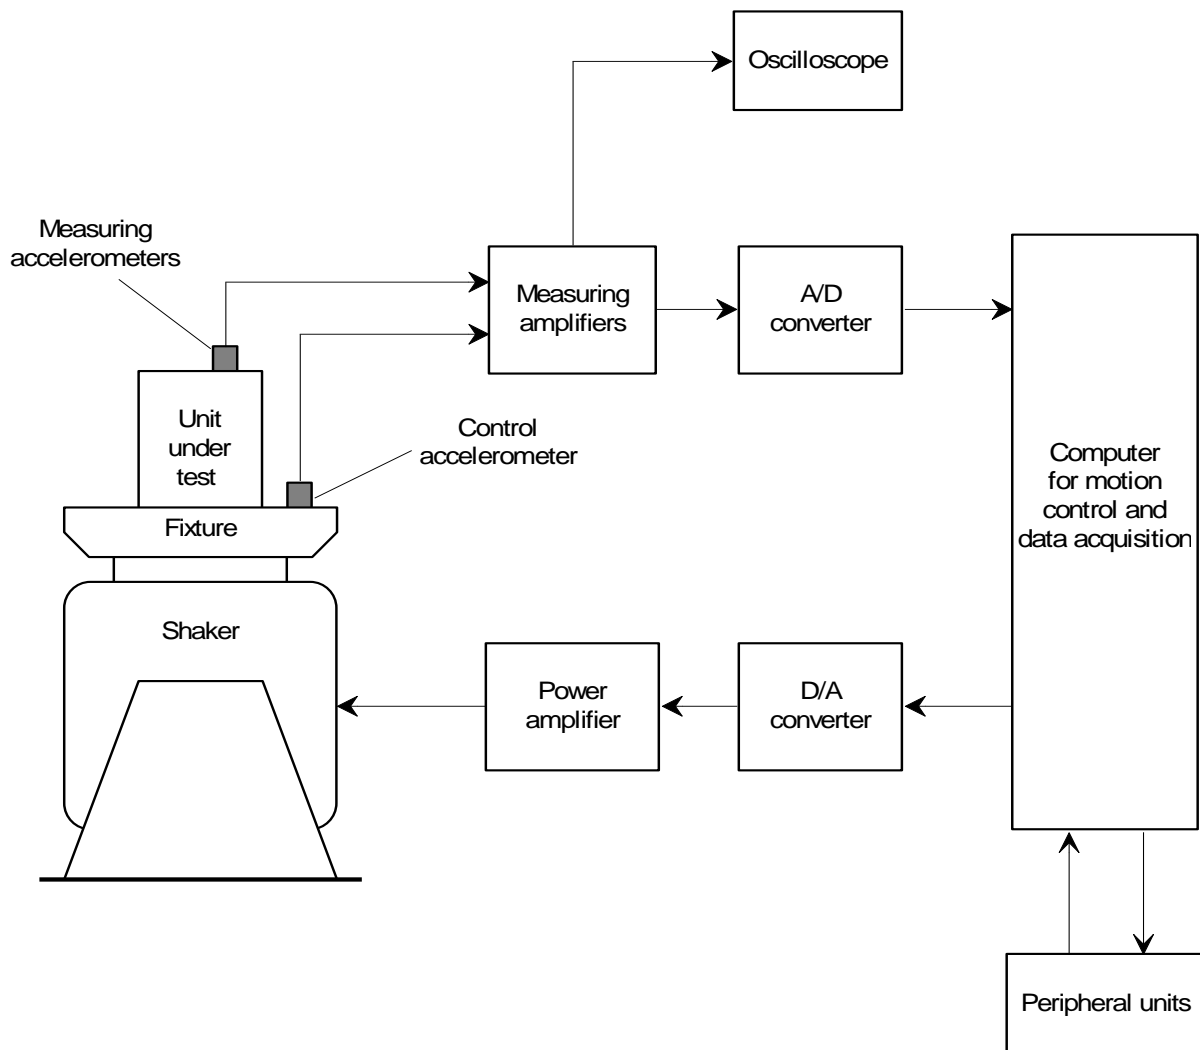 Oscilloscope
Measuring
accelerometers
Measuring
amplifiers
A/D
converter
Unit
under
test
Control
accelerometer
Computer
for motion
control and
data acquisition
Fixture
Shaker
Power
amplifier
D/A
converter
Peripheral units